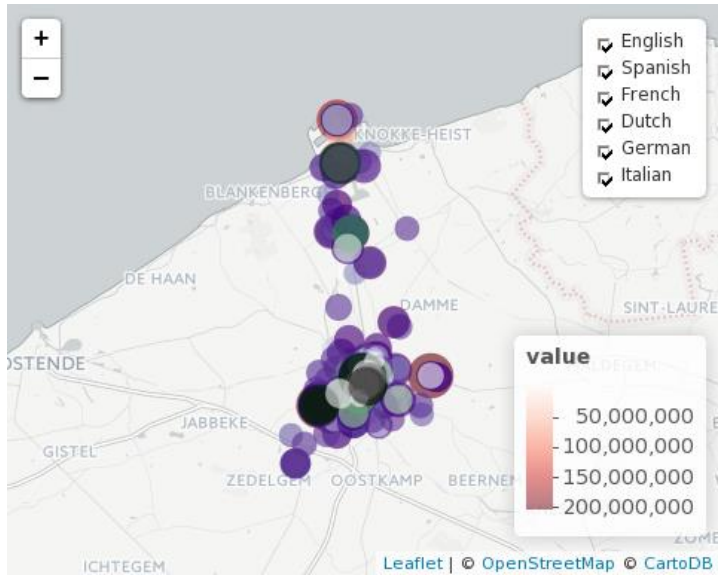 +
−
English
Spanish
French
Dutch
German
Italian
KNOKKE-HEIST
BLANKENBERG
DE HAAN
DAMME
SINT-LAURE
OSTENDE
JABBEKE
GISTEL
ZEDELGEM
OOSTKAMP
BEERNEM
ICHTEGEM
value
50,000,000
100,000,000
150,000,000
200,000,000
Leaflet | © OpenStreetMap © CartoDB